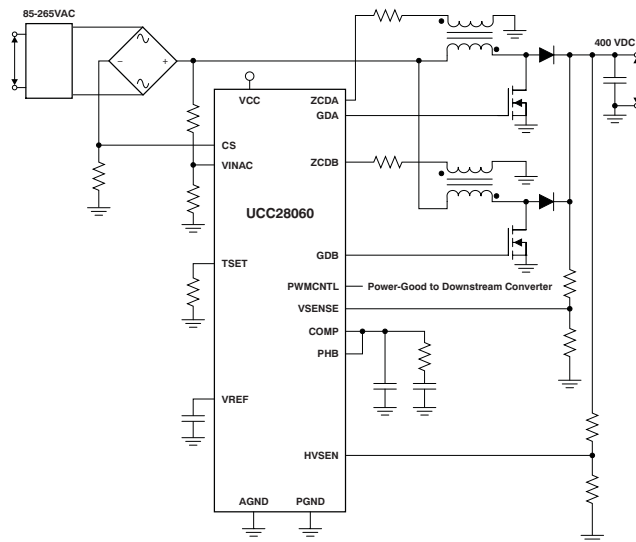 85-265VAC
400 VDC
−
+
VCC
ZCDA
GDA
CS
VINAC
ZCDB
UCC28060
TSET
GDB
PWMCNTL
Power-Good to Downstream Converter
VSENSE
COMP
PHB
VREF
HVSEN
AGND
PGND